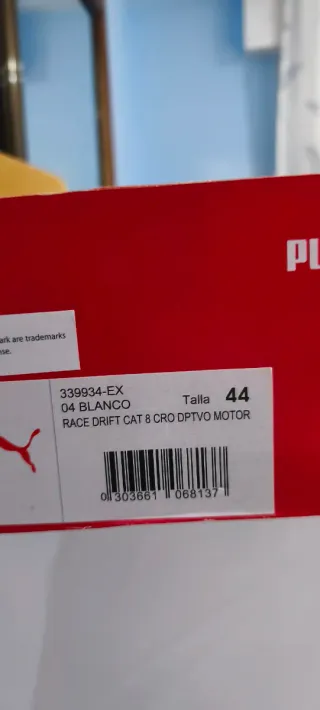 PU
ark are trademarks
nse.
339934-EX
04 BLANCO
Talla 44
RACE DRIFT CAT 8 CRO DPTVO MOTOR
0 303661 068137